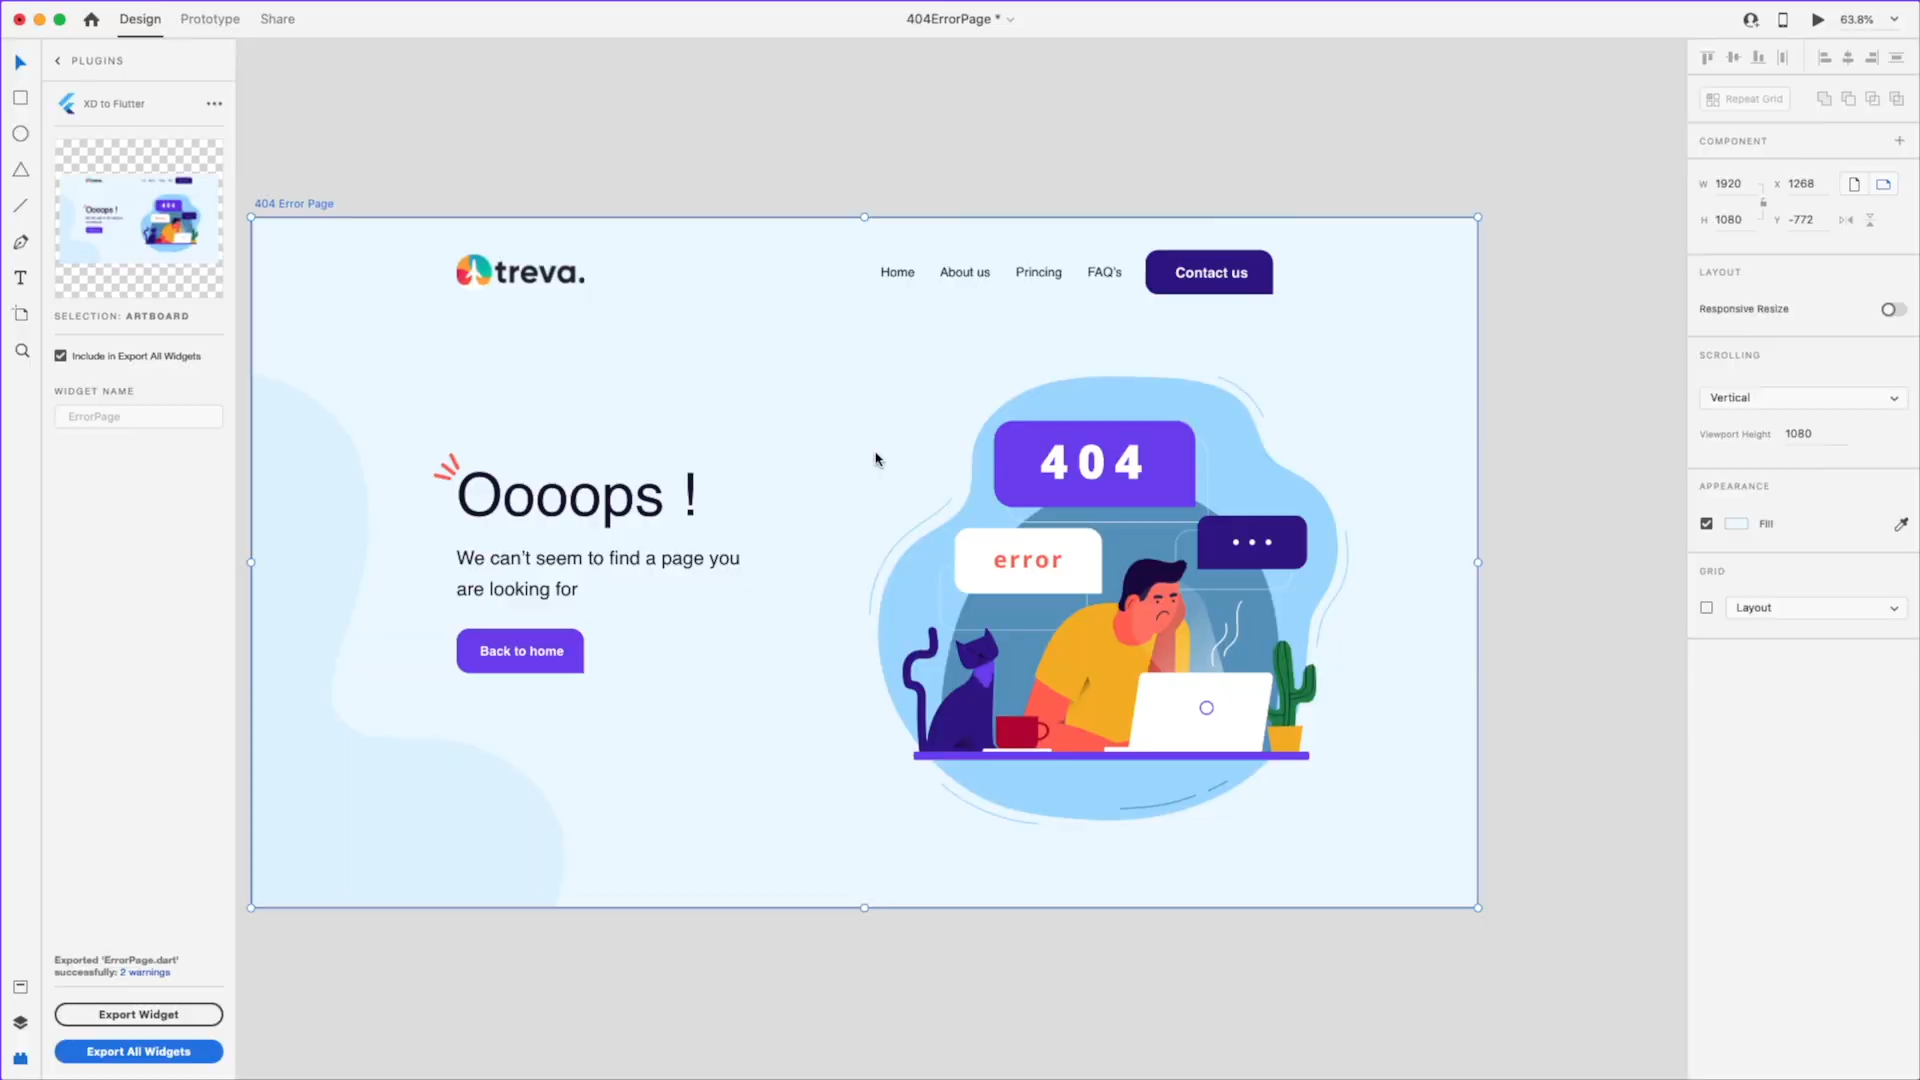 Design
Prototype
Share
404ErrorPage *
63.8%
PLUGINS
XD to Flutter
SELECTION: ARTBOARD
Include in Export All Widgets
WIDGET NAME
ErrorPage
Exported 'ErrorPage.dart'
successfully: 2 warnings
Export Widget
Export All Widgets
404 Error Page
treva.
Home
About us
Princing
FAQ's
Contact us
Oooops !
We can't seem to find a page you
are looking for
Back to home
404
error
Repeat Grid
COMPONENT
W 1920
X 1268
H 1080
Y -772
LAYOUT
Responsive Resize
SCROLLING
Vertical
Viewport Height 1080
APPEARANCE
Fill
GRID
Layout